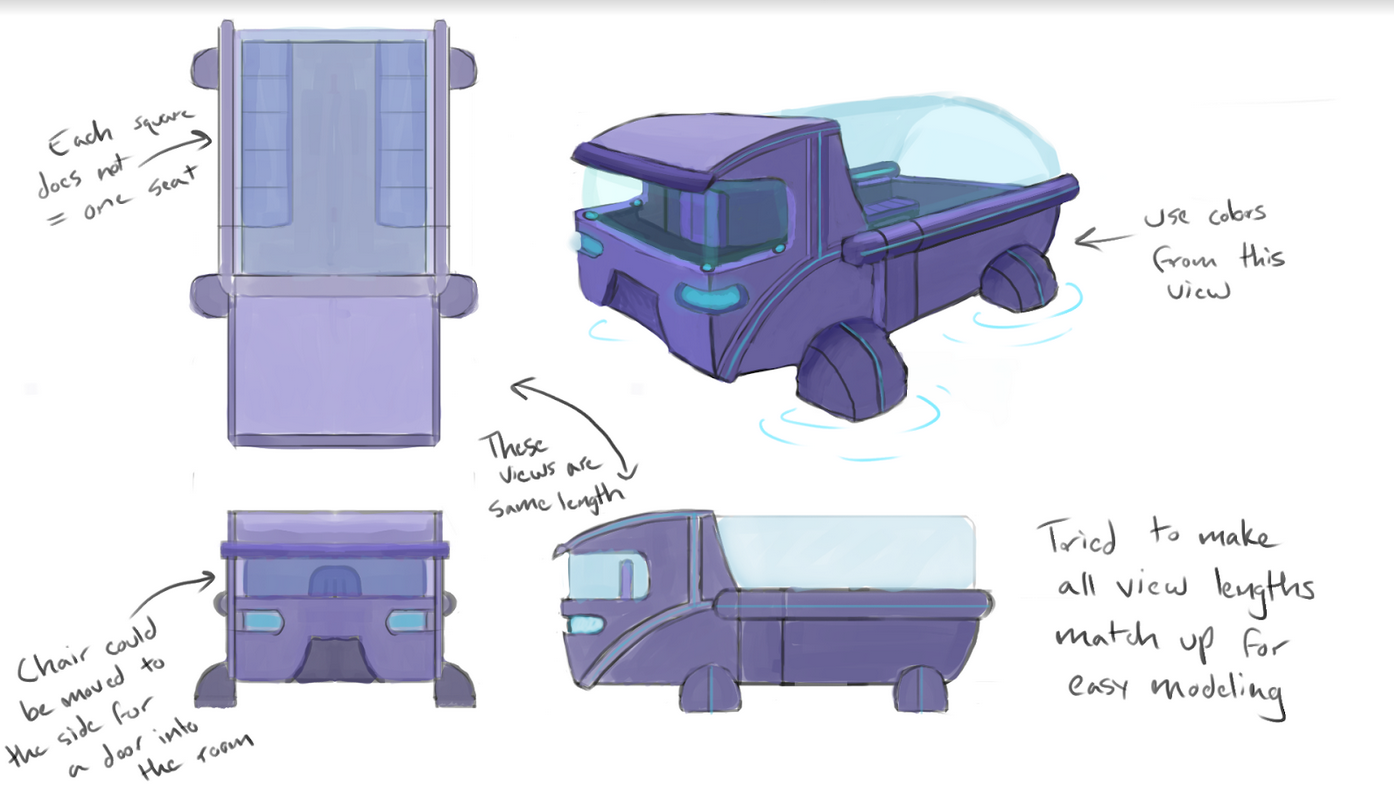 Each square
does not
= one seat
Use colors
from this
view
These
views are
same length
Tried to make
all view lengths
match up for
easy modeling
Chair could
be moved to
the side for
a door into
the room